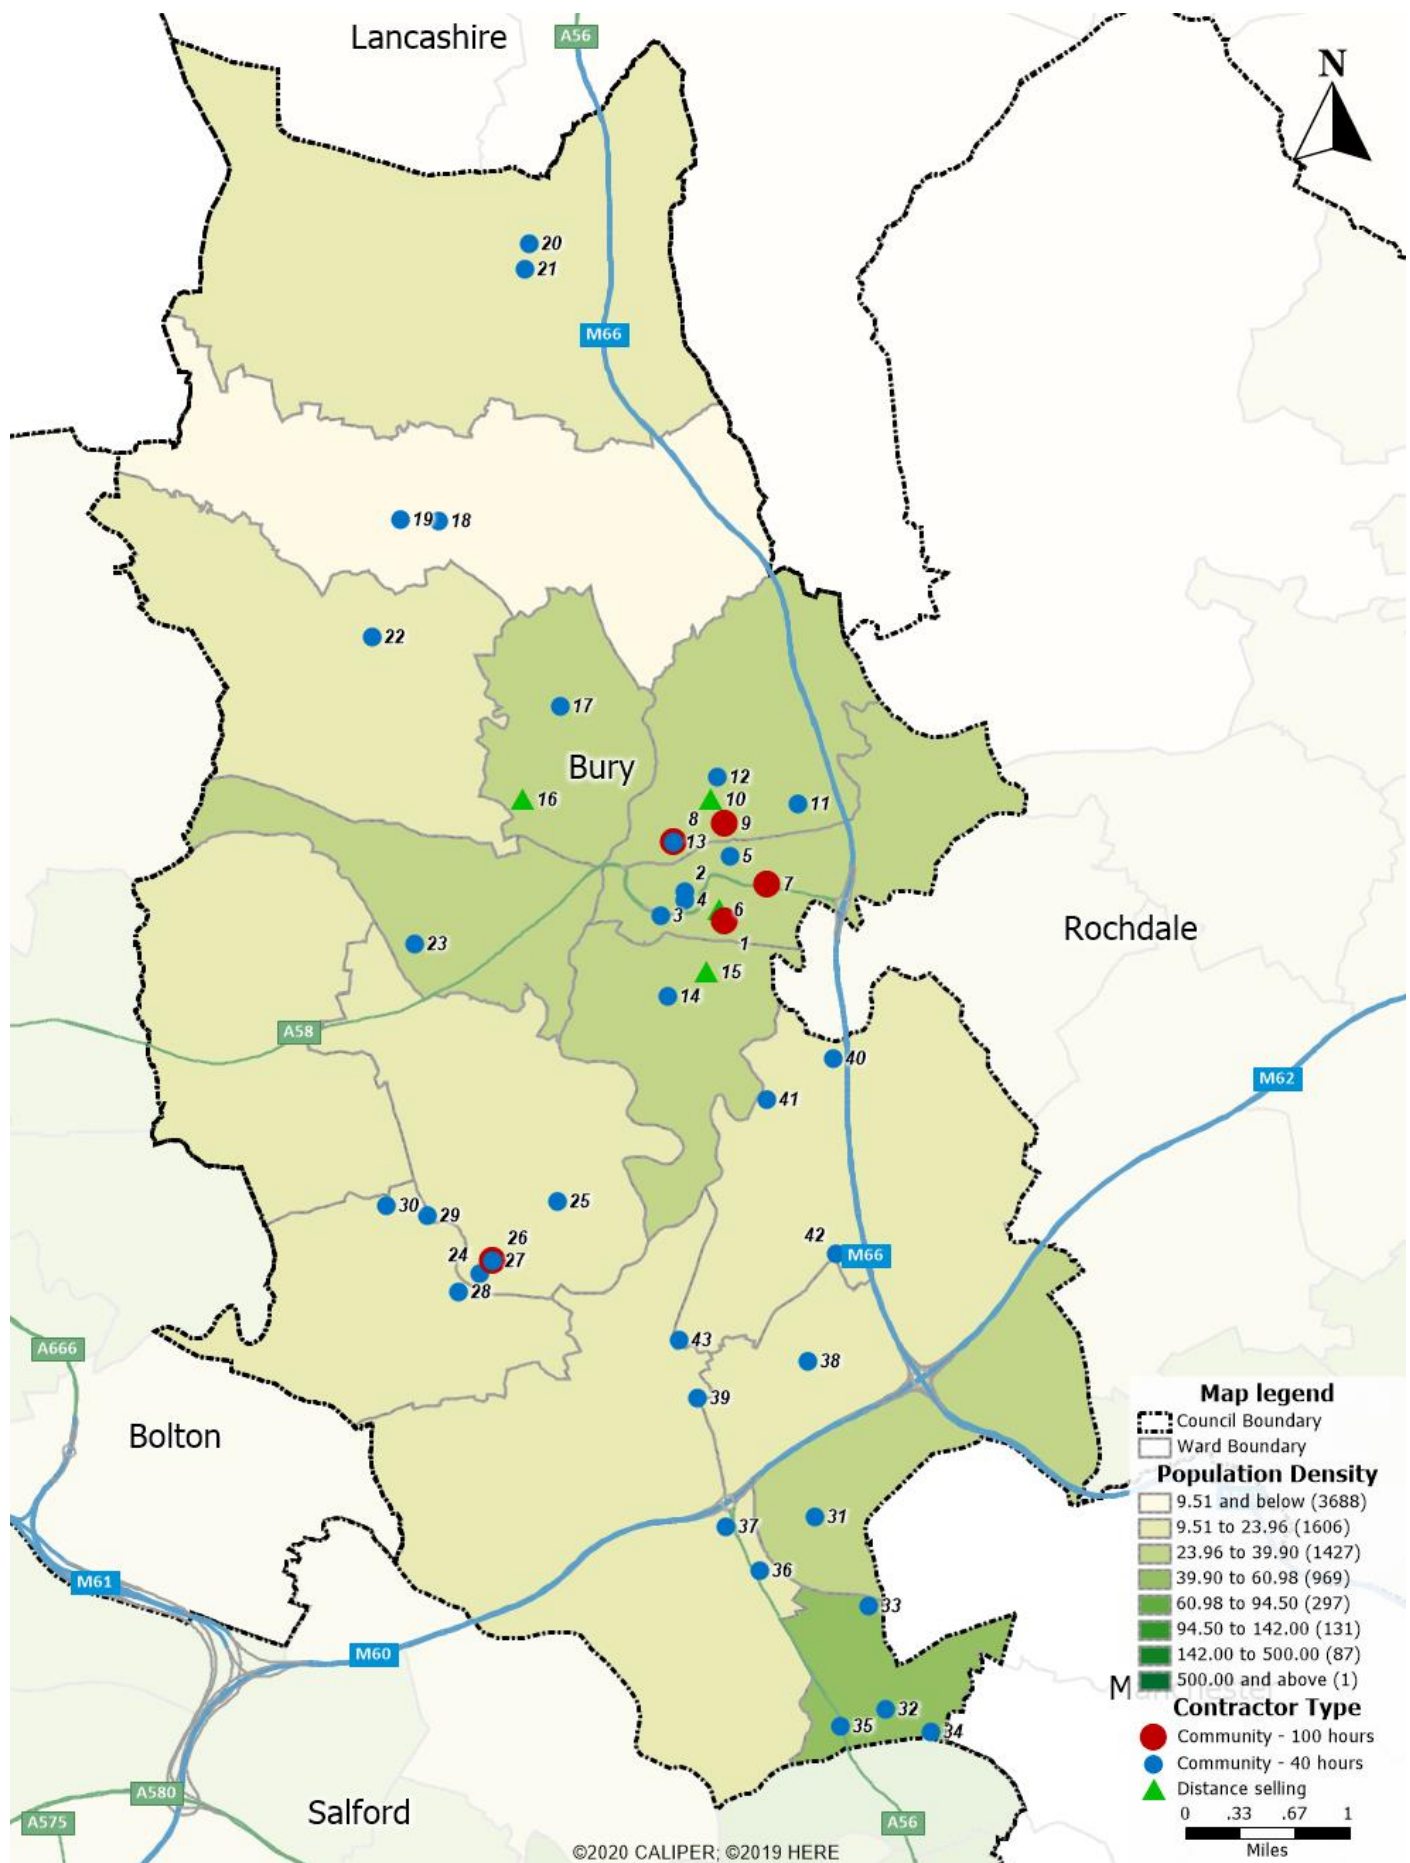 Lancashire
A56
N
20
21
M66
19
18
22
17
Bury
12
16
10
11
8
9
13
5
2
7
4
6
3
1
Rochdale
23
15
14
A58
40
M62
41
30
25
29
26
42
M66
24
27
28
43
A666
38
39
Bolton
31
37
M61
36
33
M60
32
35
34
A580
Salford
A575
A56
Map legend
Council Boundary
Ward Boundary
Population Density
9.51 and below (3688)
9.51 to 23.96 (1606)
23.96 to 39.90 (1427)
39.90 to 60.98 (969)
60.98 to 94.50 (297)
94.50 to 142.00 (131)
142.00 to 500.00 (87)
500.00 and above (1)
Contractor Type
Community - 100 hours
Community - 40 hours
Distance selling
0 .33 .67 1
Miles
©2020 CALIPER; ©2019 HERE